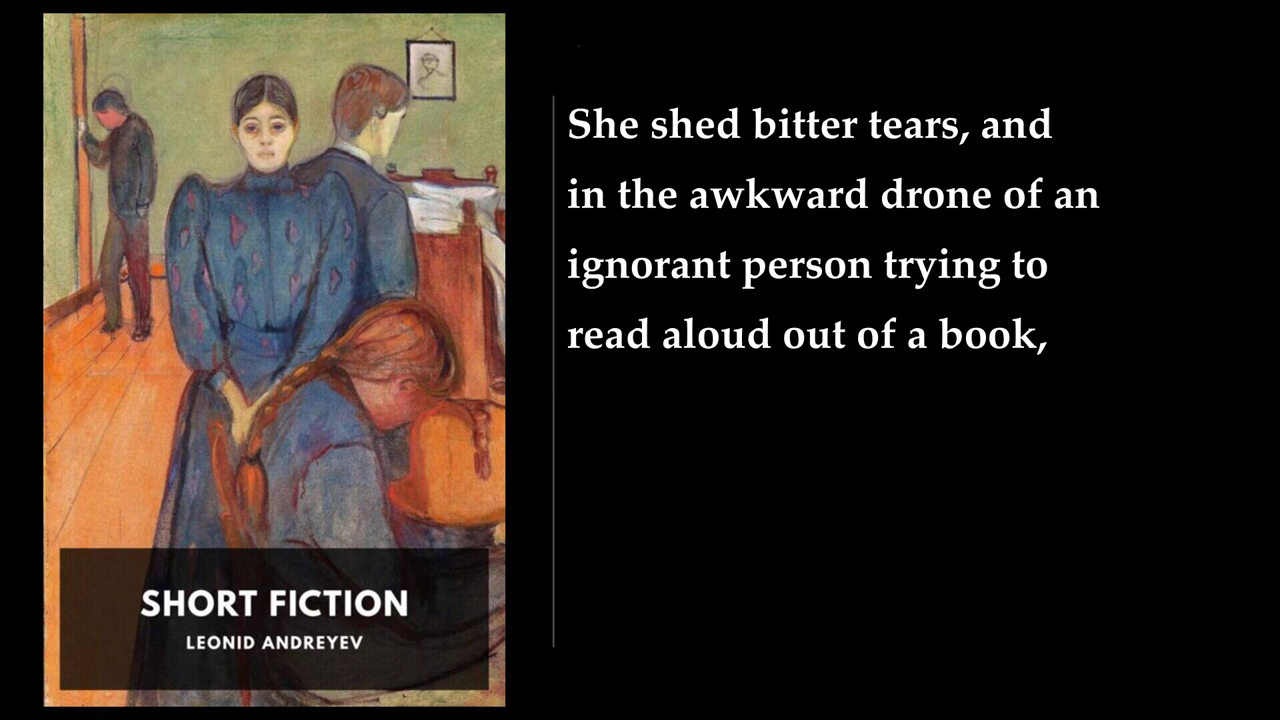 SHORT FICTION
LEONID ANDREYEV
She shed bitter tears, and
in the awkward drone of an
ignorant person trying to
read aloud out of a book,